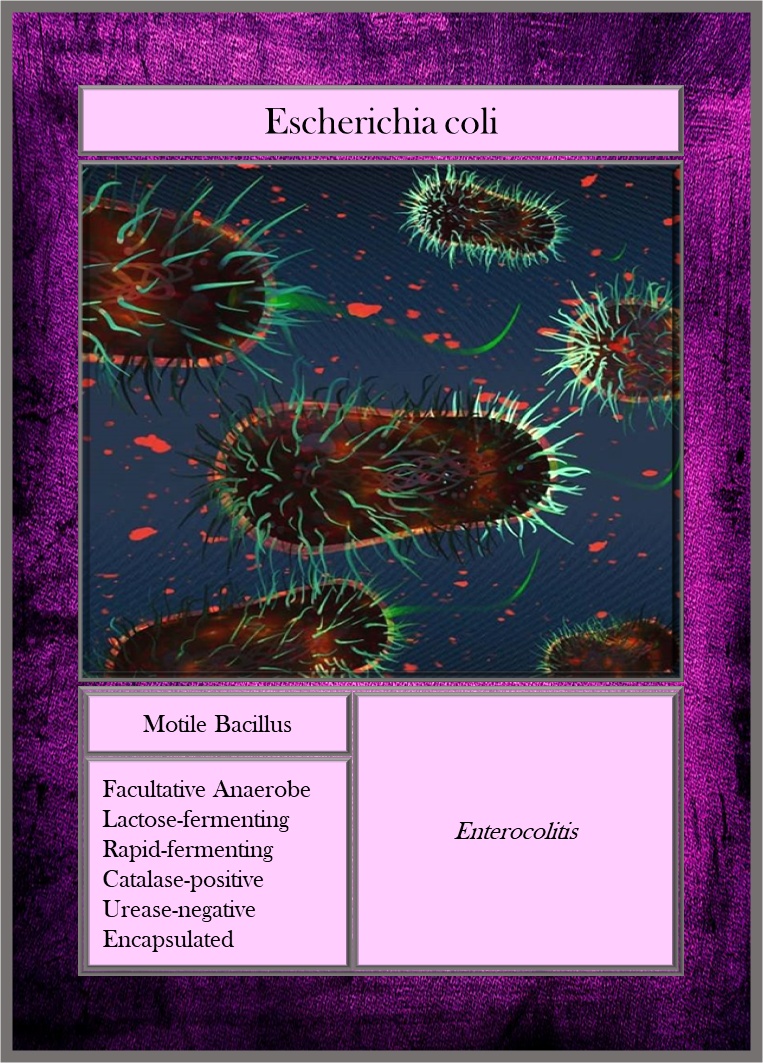 Escherichia coli
Motile Bacillus
Facultative Anaerobe
Lactose-fermenting
Rapid-fermenting
Catalase-positive
Urease-negative
Encapsulated
Enterocolitis